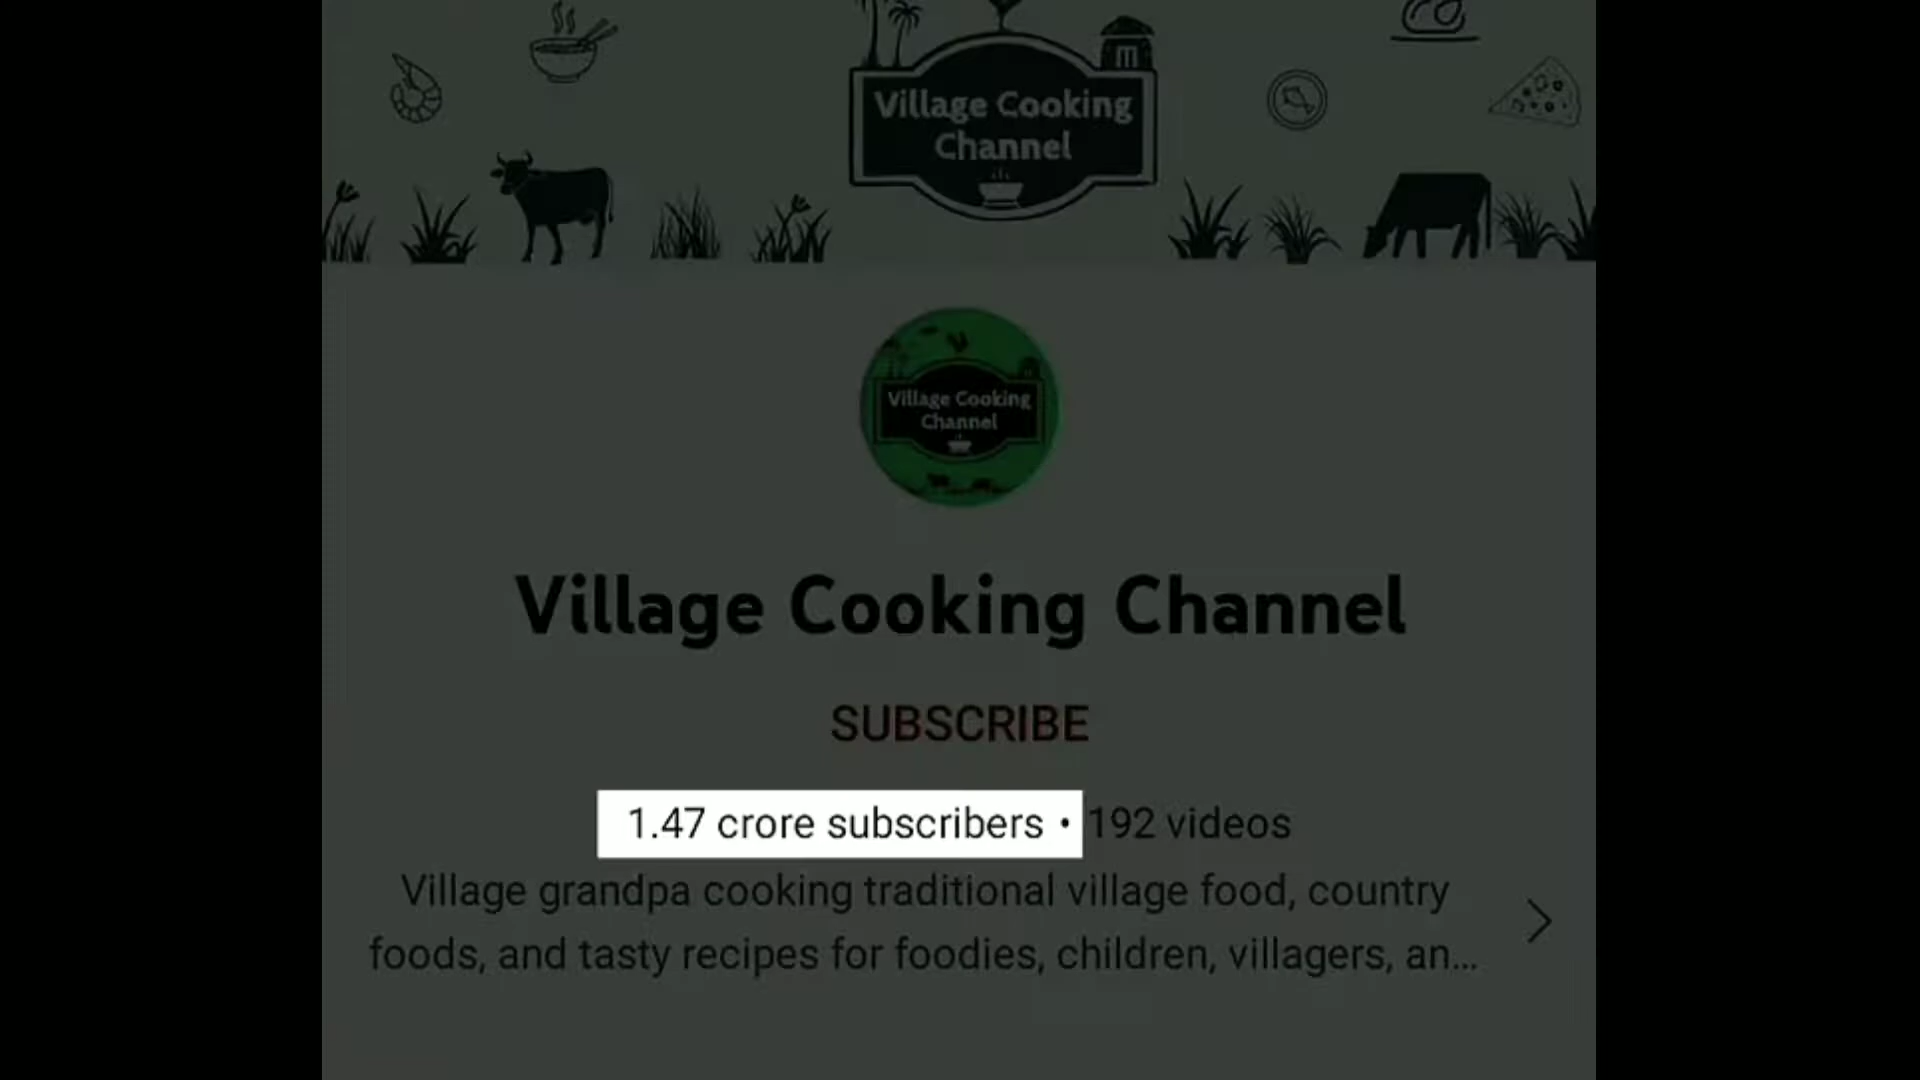 Village Cooking
Channel
Village Cooking
Channel
Village Cooking Channel
SUBSCRIBE
1.47 crore subscribers • 192 videos
Village grandpa cooking traditional village food, country
foods, and tasty recipes for foodies, children, villagers, an...